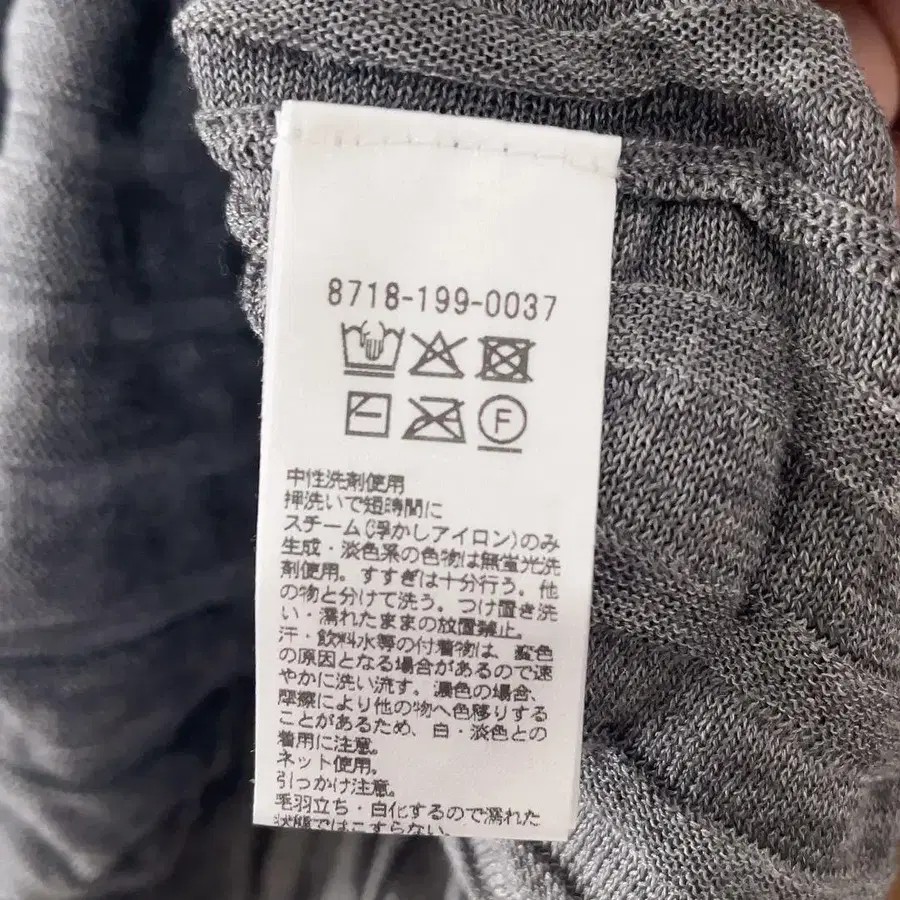 8718-199-0037
F
中性洗剤使用
押洗いで短時間に
スチーム(浮かしアイロン)のみ
生成・淡色系の色物は無蛍光洗
剤使用。すすぎは十分行う。他
の物と分けて洗う。つけ置き洗
い・濡れたままの放置禁止。
汗・飲料水等の付着物は、変色
の原因となる場合があるので速
やかに洗い流す。濃色の場合、
摩擦により他の物へ色移りする
ことがあるため、白・淡色との
着用に注意。
ネット使用。
引っかけ注意。
毛羽立ち・白化するので濡れた
状態ではこすらない。